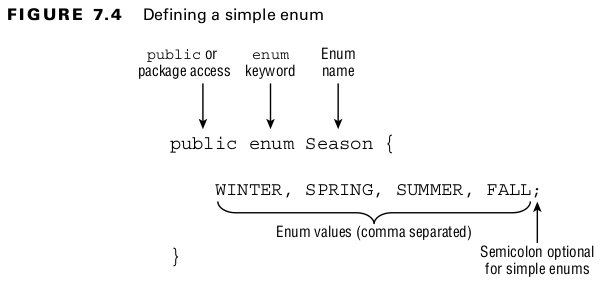 FIGURE 7.4 Defining a simple enum
public or package access
enum keyword
Enum name
public enum Season {
WINTER, SPRING, SUMMER, FALL;
Enum values (comma separated)
Semicolon optional
for simple enums
}